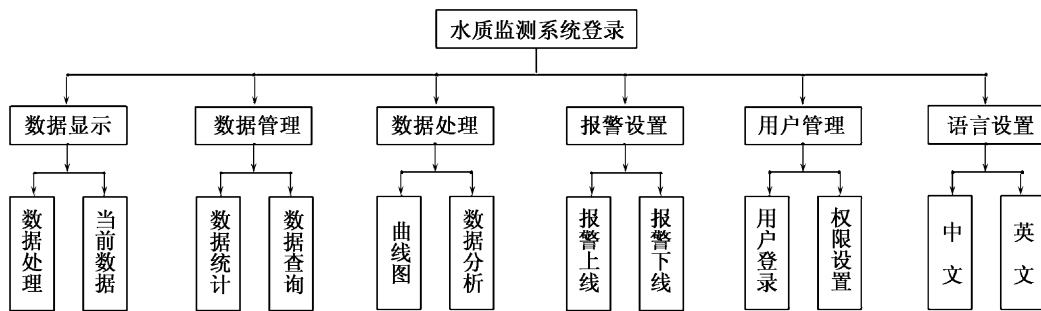 水质监测系统登录
数据显示
数据管理
数据处理
报警设置
用户管理
语言设置
数据处理
当前数据
数据统计
数据查询
曲线图
数据分析
报警上线
报警下线
用户登录
权限设置
中文
英文